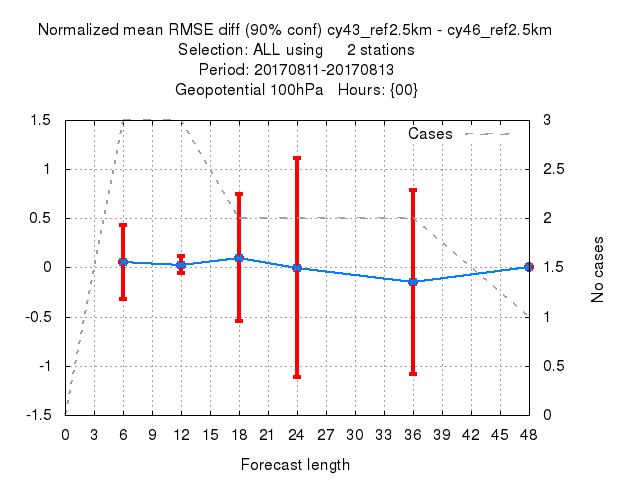 Normalized mean RMSE diff (90% conf) cy43_ref2.5km - cy46_ref2.5km
Selection: ALL using 2 stations
Period: 20170811-20170813
Geopotential 100hPa Hours: {00}
Cases
1.5
1
0.5
0
-0.5
-1
-1.5
3
2.5
2
1.5
1
0.5
0
No cases
0 3 6 9 12 15 18 21 24 27 30 33 36 39 42 45 48
Forecast length